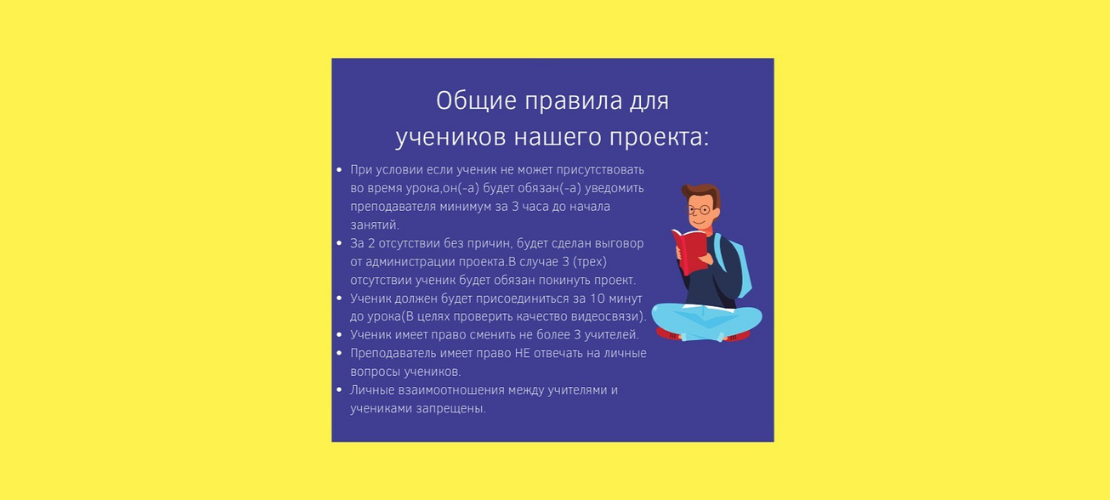 Общие правила для
учеников нашего проекта:
• При условии если ученик не может присутствовать
во время урока,он(-а) будет обязан(-а) уведомить
преподавателя минимум за 3 часа до начала
занятий.
• За 2 отсутствии без причин, будет сделан выговор
от администрации проекта.В случае 3 (трех)
отсутствии ученик будет обязан покинуть проект.
• Ученик должен будет присоединиться за 10 минут
до урока(В целях проверить качество видеосвязи).
• Ученик имеет право сменить не более 3 учителей.
• Преподаватель имеет право НЕ отвечать на личные
вопросы учеников.
• Личные взаимоотношения между учителями и
учениками запрещены.